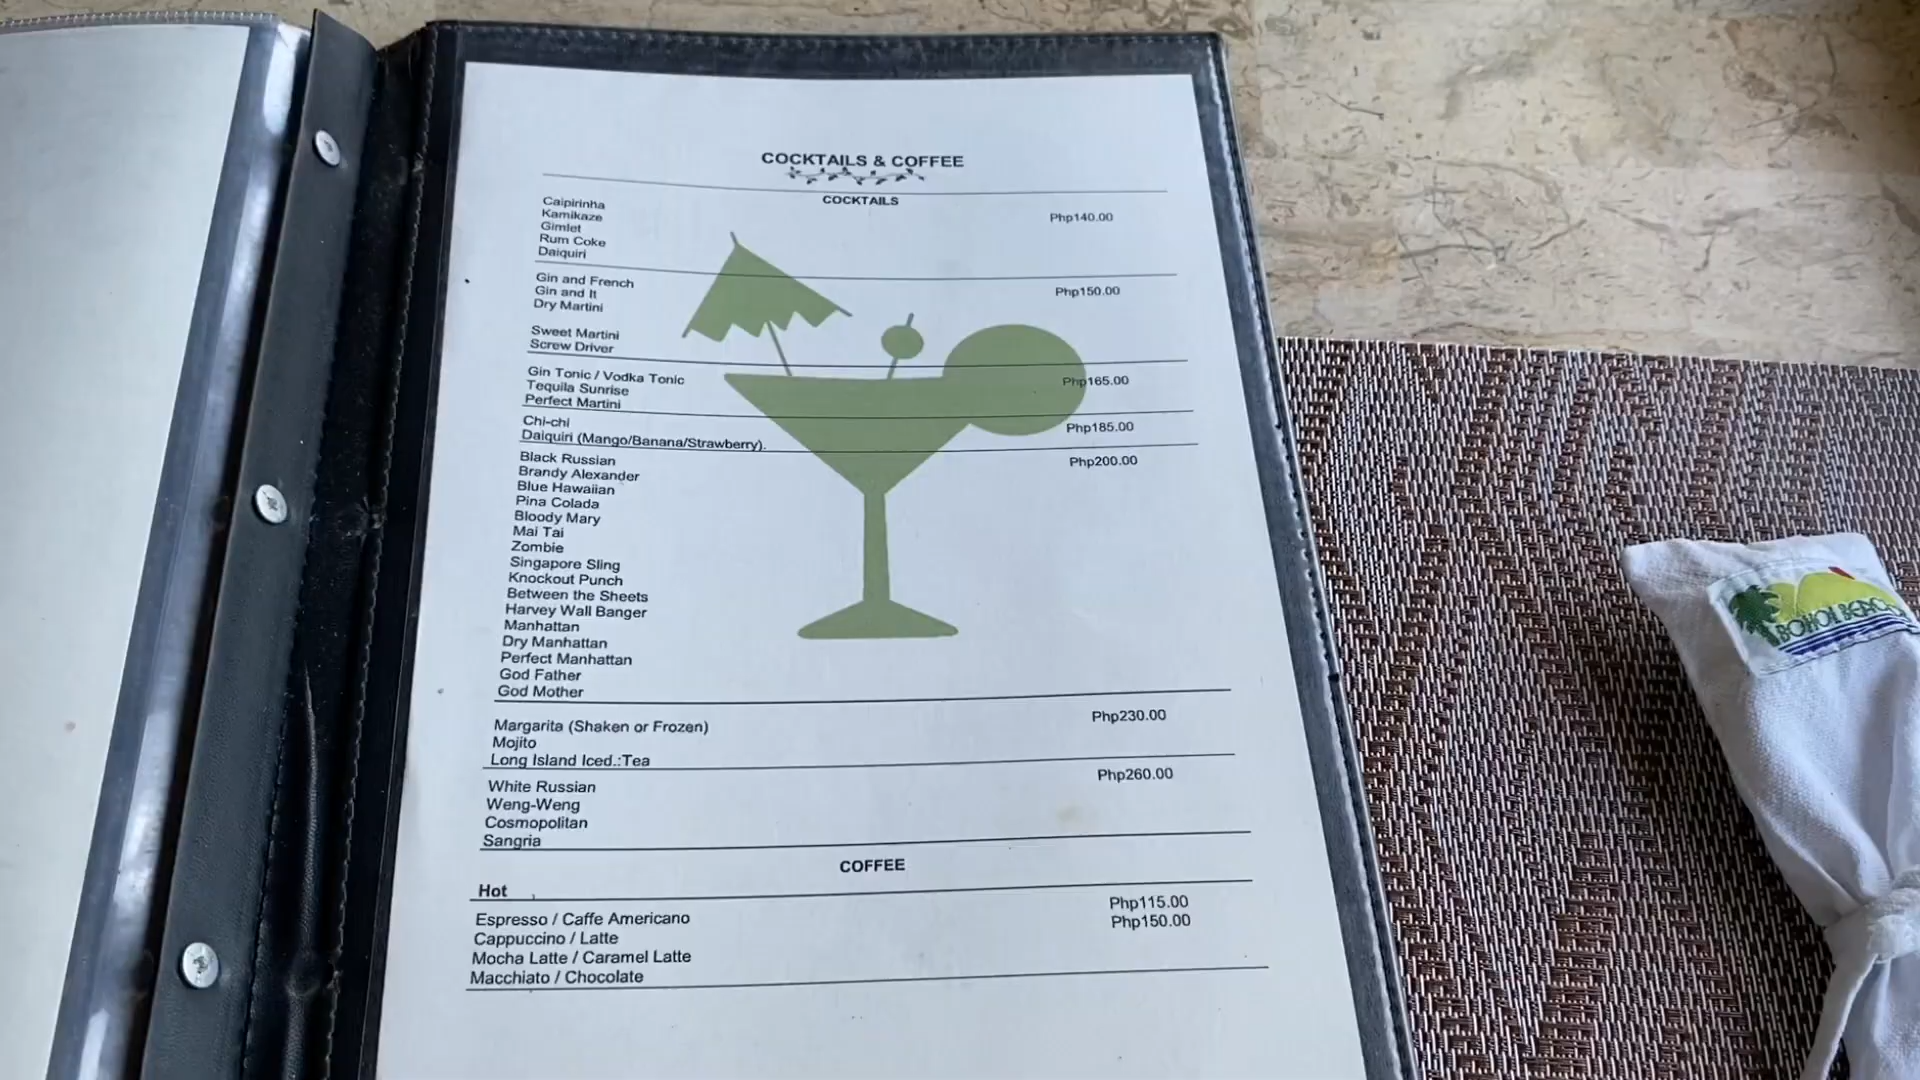 COCKTAILS & COFFEE
COCKTAILS
Caipirinha
Kamikaze Php140.00
Gimlet
Rum Coke
Daiquiri
Gin and French
Gin and It Php150.00
Dry Martini
Sweet Martini
Screw Driver
Gin Tonic / Vodka Tonic Php165.00
Tequila Sunrise
Perfect Martini
Chi-chi Php185.00
Daiquiri (Mango/Banana/Strawberry).
Black Russian Php200.00
Brandy Alexander
Blue Hawaiian
Pina Colada
Bloody Mary
Mai Tai
Zombie
Singapore Sling
Knockout Punch
Between the Sheets
Harvey Wall Banger
Manhattan
Dry Manhattan
Perfect Manhattan
God Father
God Mother
Margarita (Shaken or Frozen) Php230.00
Mojito
Long Island Iced.:Tea
White Russian Php260.00
Weng-Weng
Cosmopolitan
Sangria
COFFEE
Hot
Espresso / Caffe Americano Php115.00
Cappuccino / Latte Php150.00
Mocha Latte / Caramel Latte
Macchiato / Chocolate
BOHOL BEACH